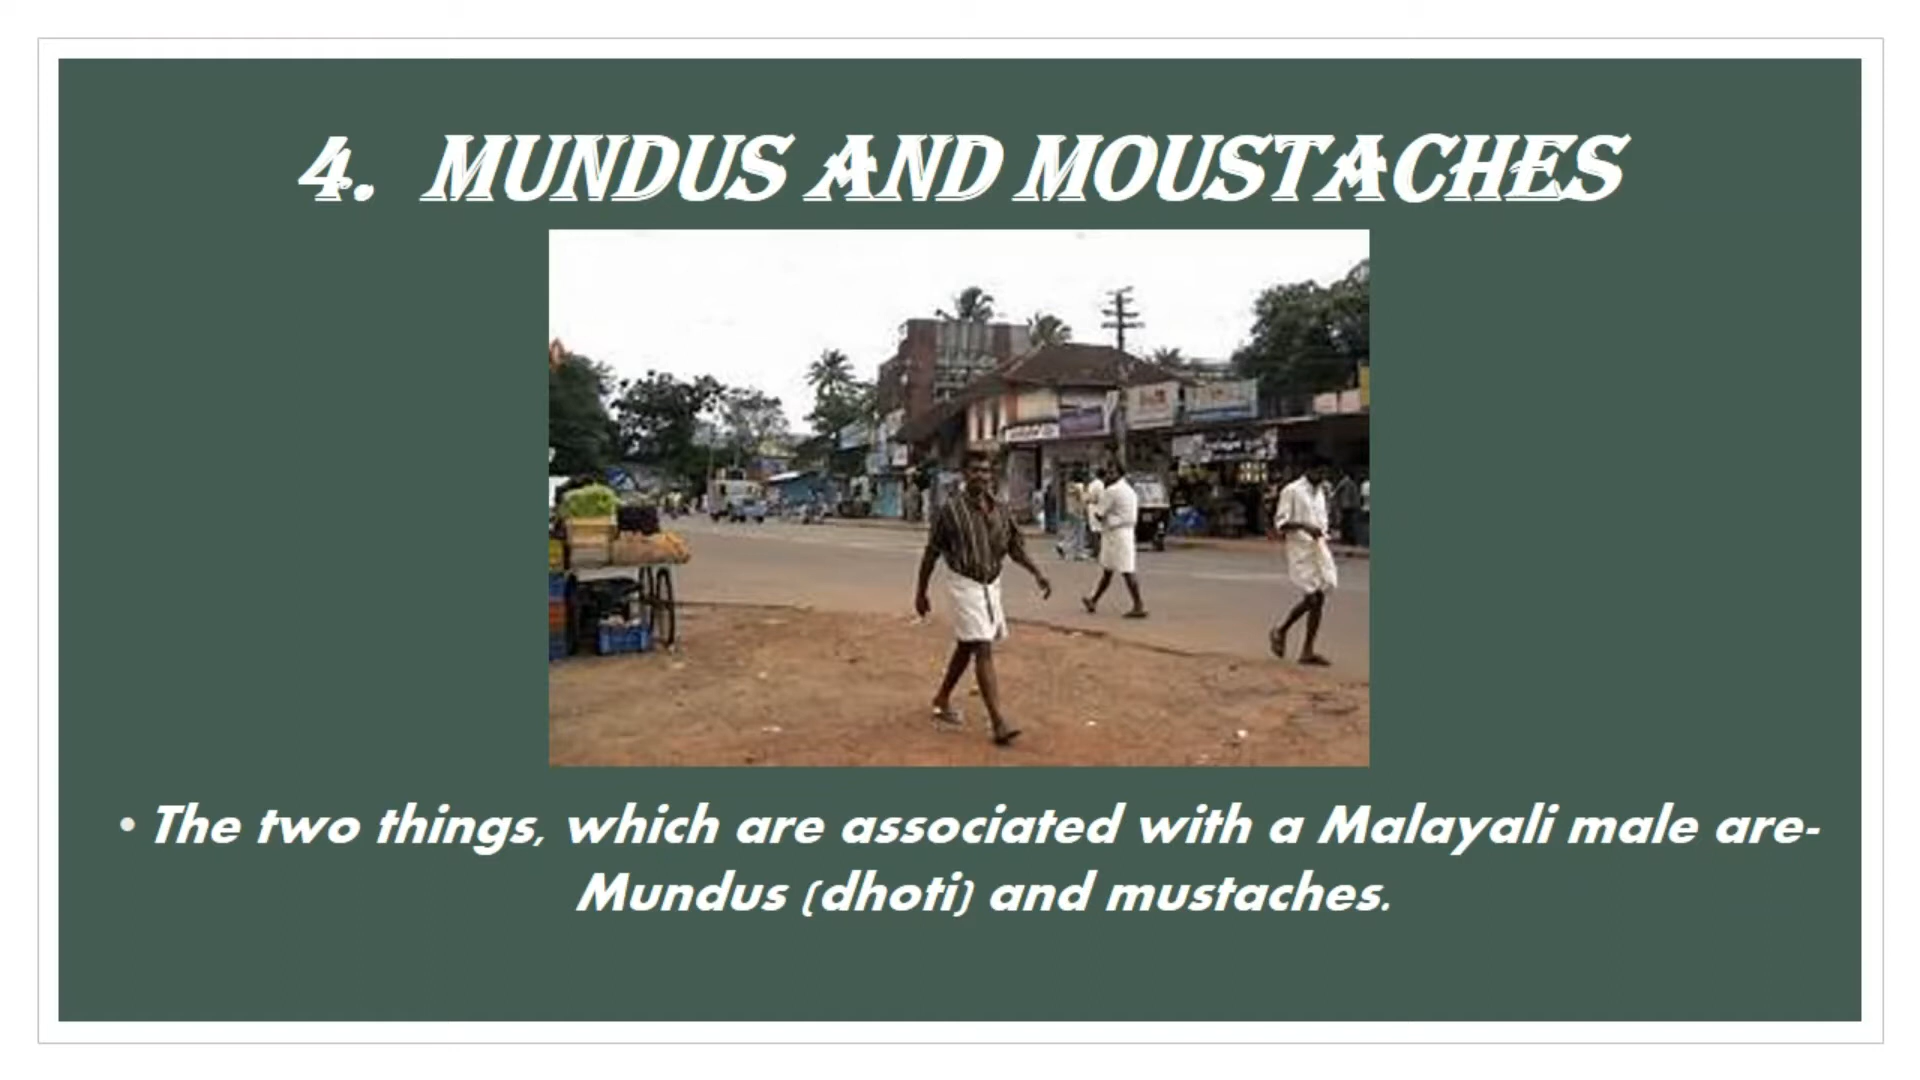 4. MUNDUS AND MOUSTACHES
• The two things, which are associated with a Malayali male are-
Mundus (dhoti) and mustaches.